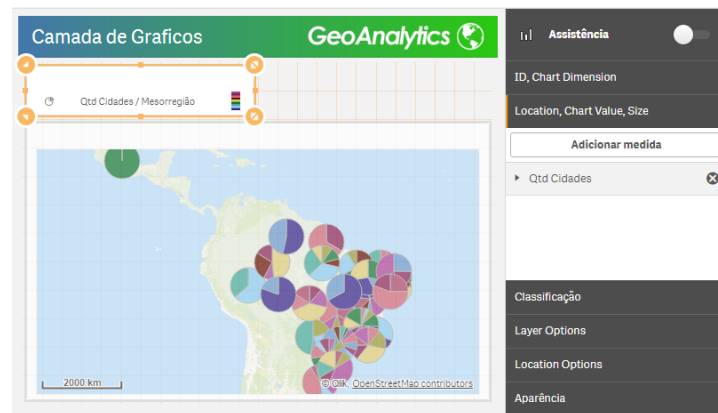 Camada de Graficos
GeoAnalytics
Qtd Cidades / Mesorregião
2000 km
© Qlik, OpenStreetMap contributors
Assistência
ID, Chart Dimension
Location, Chart Value, Size
Adicionar medida
Qtd Cidades
Classificação
Layer Options
Location Options
Aparência